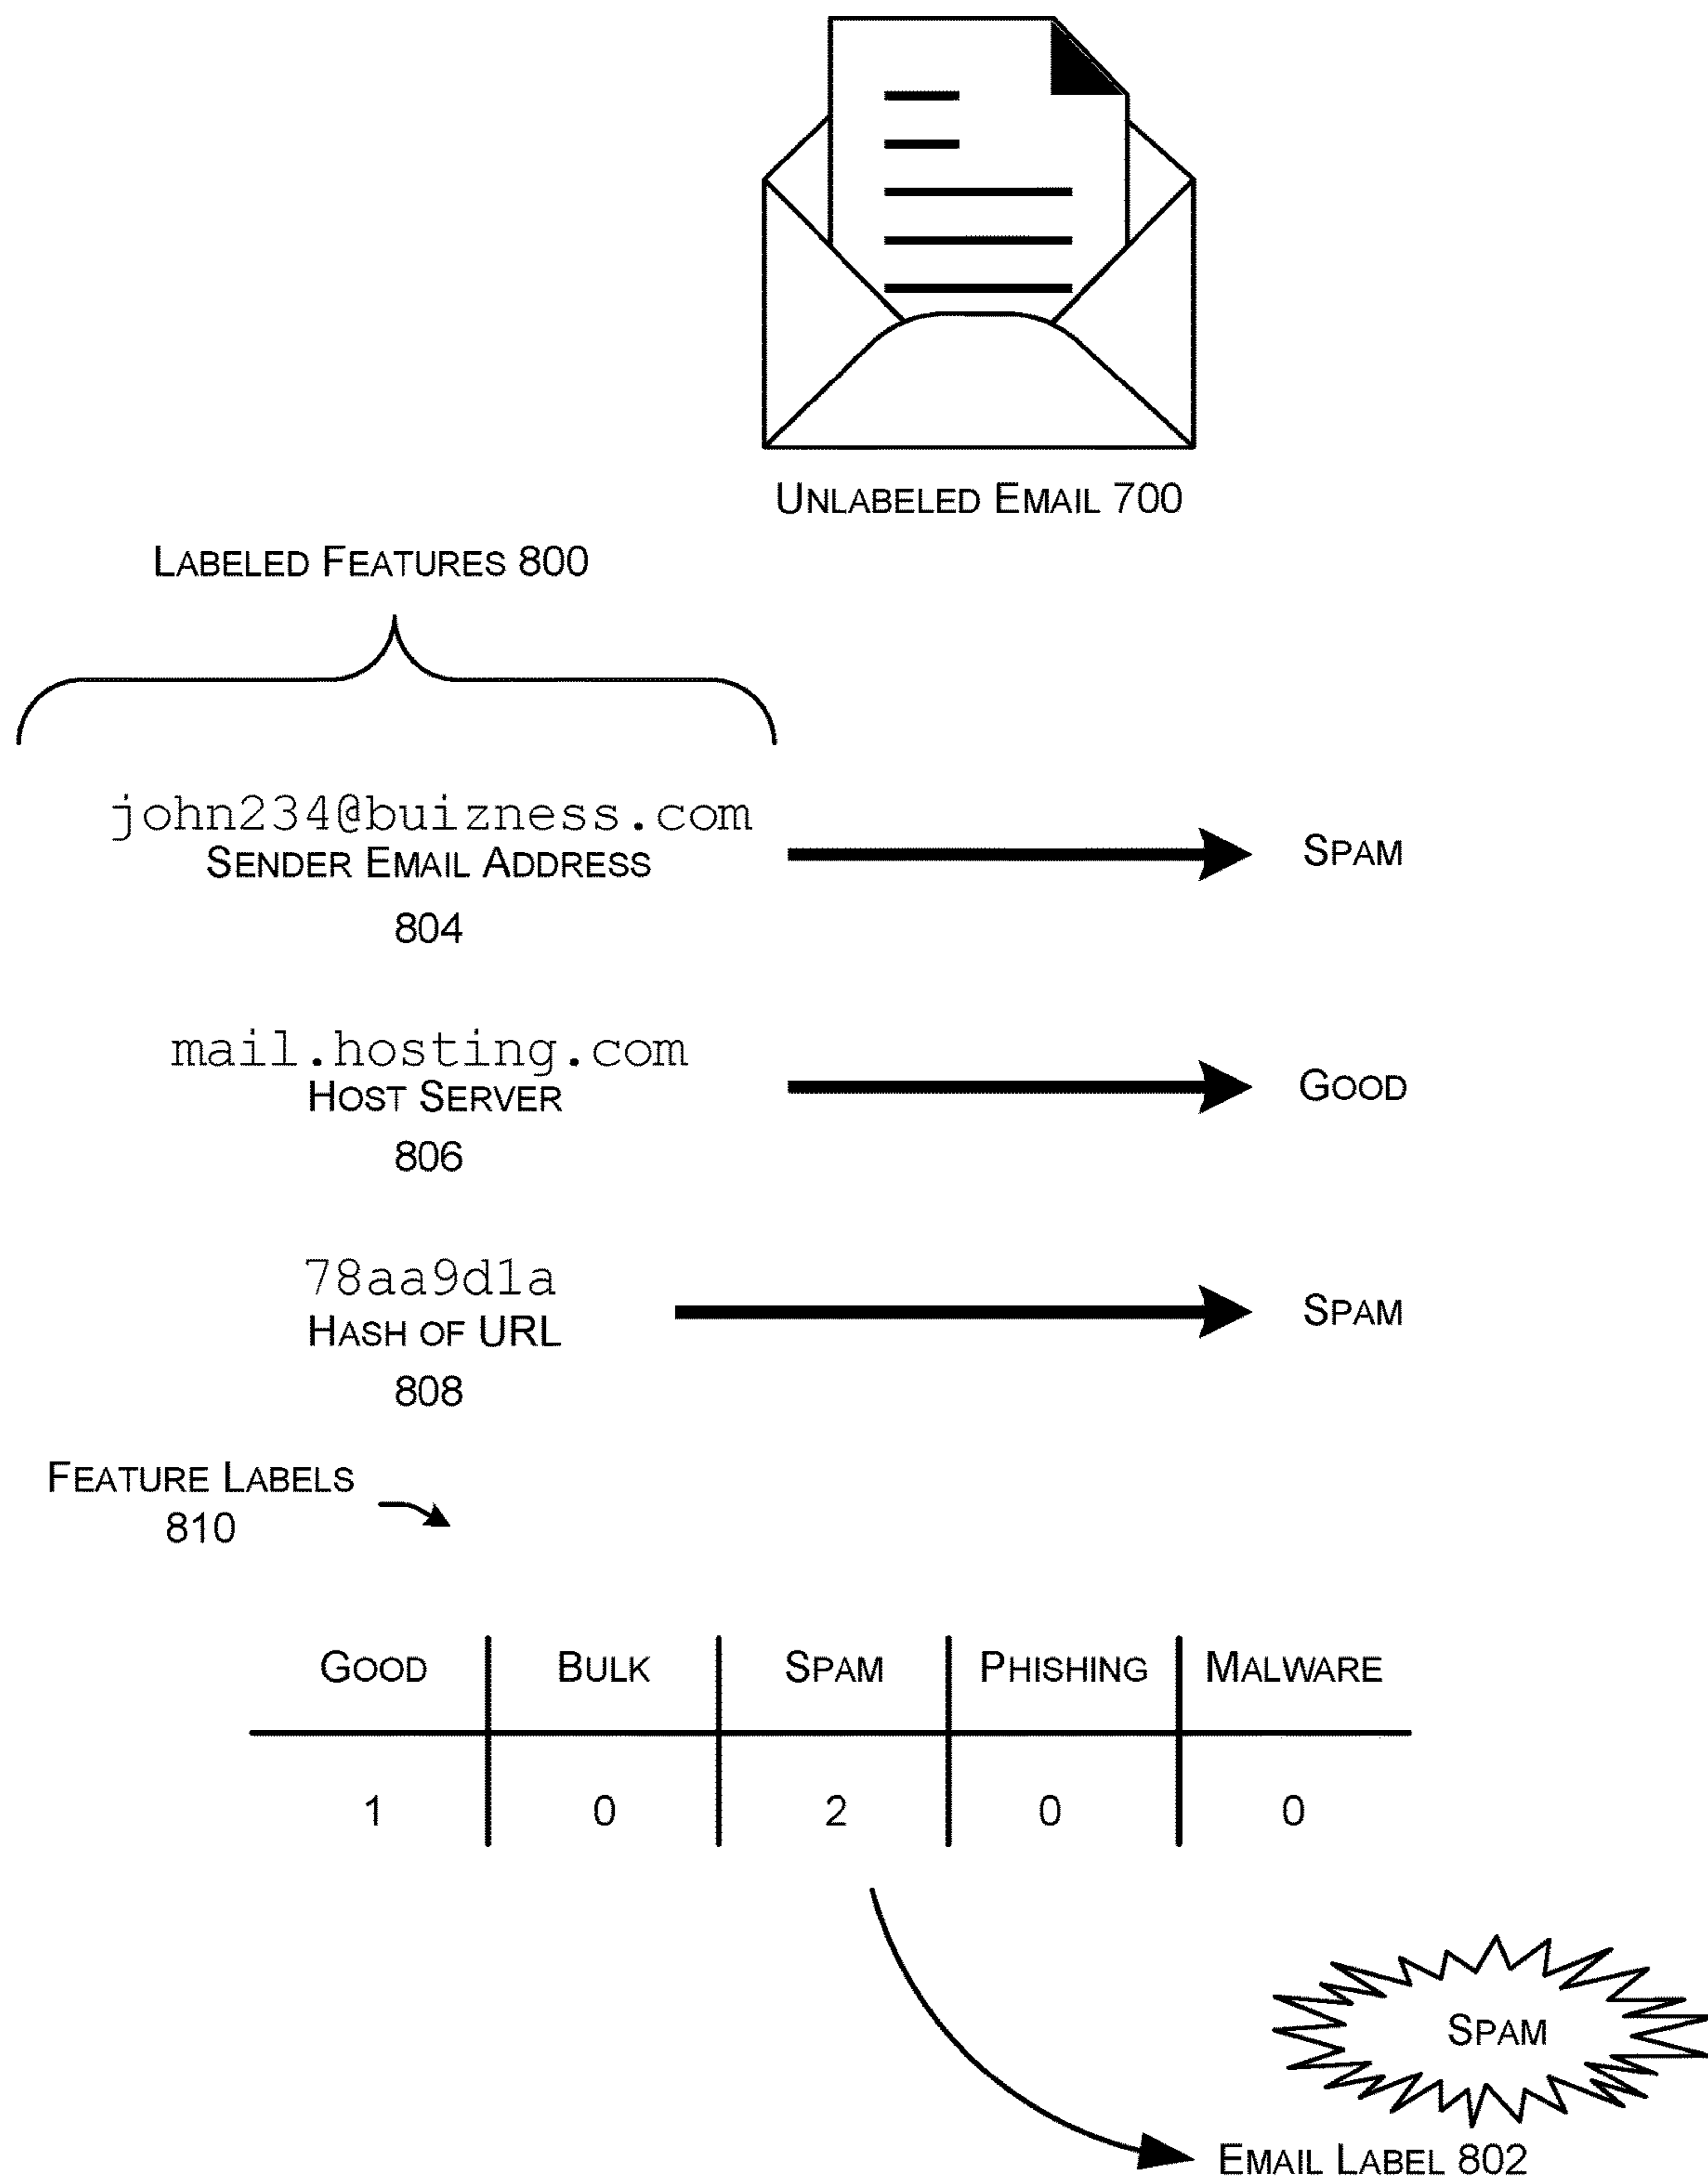 UNLABELED EMAIL 700
LABELED FEATURES 800
john234@buizness.com
SENDER EMAIL ADDRESS
804
SPAM
mail.hosting.com
HOST SERVER
806
GOOD
78aa9d1a
HASH OF URL
808
SPAM
FEATURE LABELS
810
GOOD BULK SPAM PHISHING MALWARE
1 0 2 0 0
SPAM
EMAIL LABEL 802